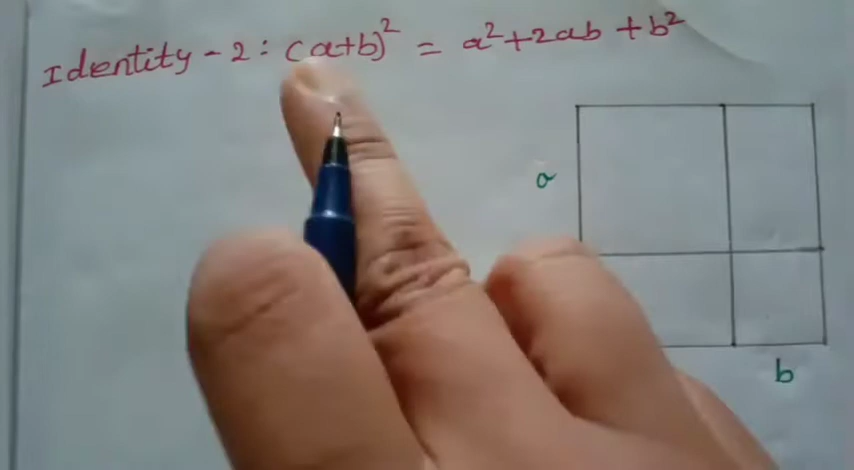 Identity - 2 : (a+b)² = a²+2ab +b²
a
b